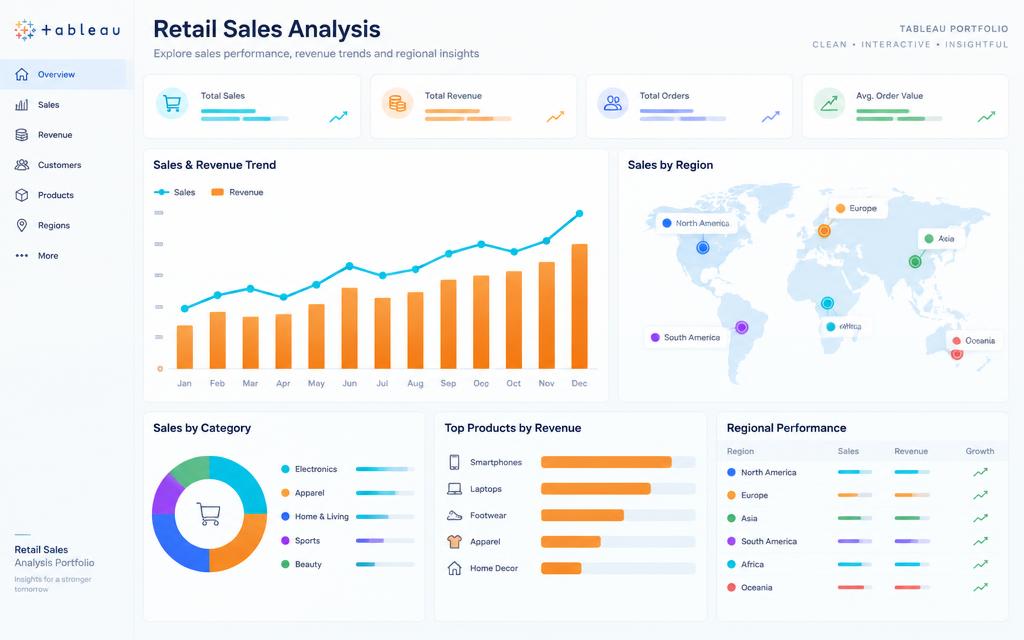 tableau
Overview
Sales
Revenue
Customers
Products
Regions
More
Retail Sales
Analysis Portfolio
Insights for a stronger
tomorrow
Retail Sales Analysis
Explore sales performance, revenue trends and regional insights
TABLEAU PORTFOLIO
CLEAN • INTERACTIVE • INSIGHTFUL
Total Sales
Total Revenue
Total Orders
Avg. Order Value
Sales & Revenue Trend
Sales
Revenue
Jan Feb Mar Apr May Jun Jul Aug Sep Oct Nov Dec
Sales by Region
North America
Europe
Asia
South America
Oceania
Sales by Category
Electronics
Apparel
Home & Living
Sports
Beauty
Top Products by Revenue
Smartphones
Laptops
Footwear
Apparel
Home Decor
Regional Performance
Region Sales Revenue Growth
North America
Europe
Asia
South America
Africa
Oceania